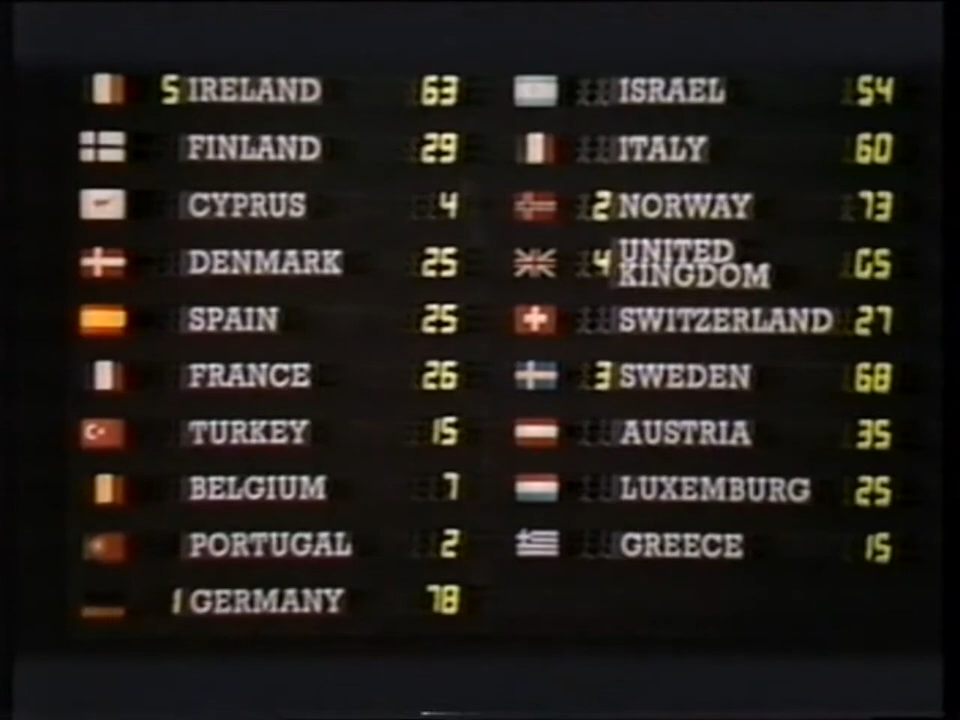 5 IRELAND 63
FINLAND 29
CYPRUS 4
DENMARK 25
SPAIN 25
FRANCE 26
TURKEY 15
BELGIUM 7
PORTUGAL 2
1 GERMANY 78
ISRAEL 54
ITALY 60
2 NORWAY 73
4 UNITED
KINGDOM 65
SWITZERLAND 27
3 SWEDEN 68
AUSTRIA 35
LUXEMBURG 25
GREECE 15